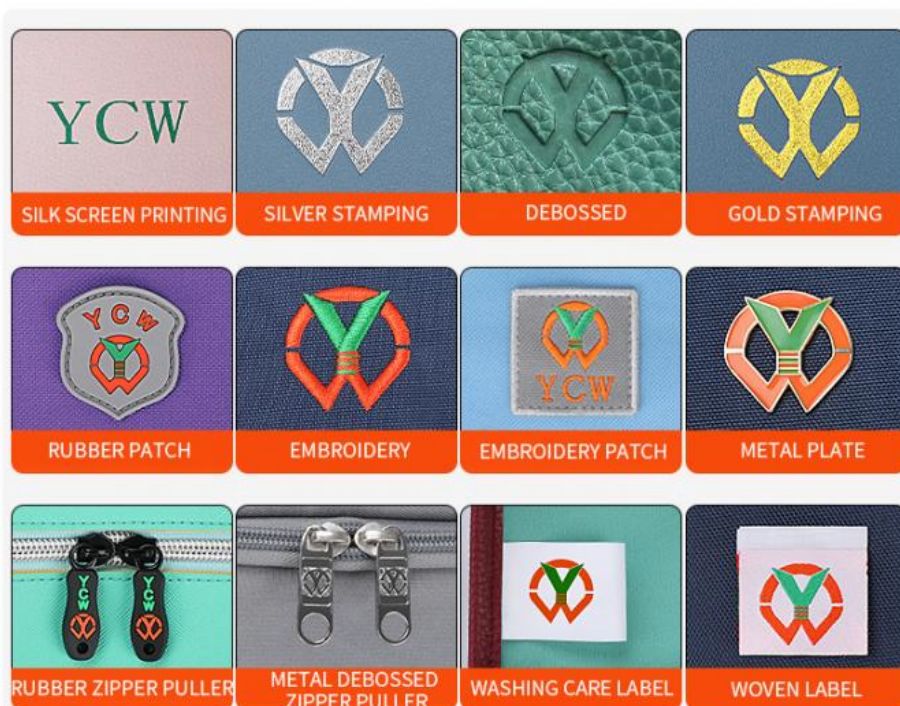 YCW
SILK SCREEN PRINTING
SILVER STAMPING
DEBOSSED
GOLD STAMPING
YCW
YCW
RUBBER PATCH
EMBROIDERY
EMBROIDERY PATCH
METAL PLATE
YCW
YCW
RUBBER ZIPPER PULLER
METAL DEBOSSED
ZIPPER PULLER
WASHING CARE LABEL
WOVEN LABEL